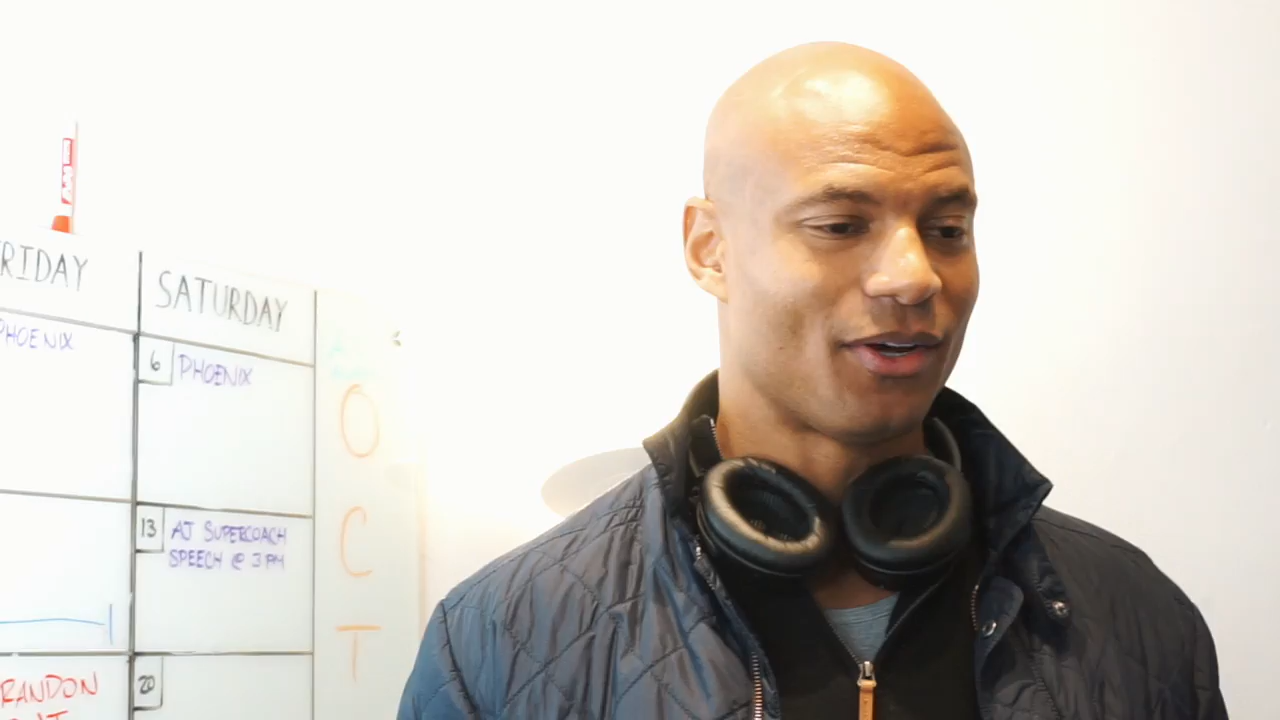 RIDAY
SATURDAY
PHOENIX
6 PHOENIX
13 AJ SUPERCOACH
SPEECH @ 3 PM
20
RANDON
O
C
T